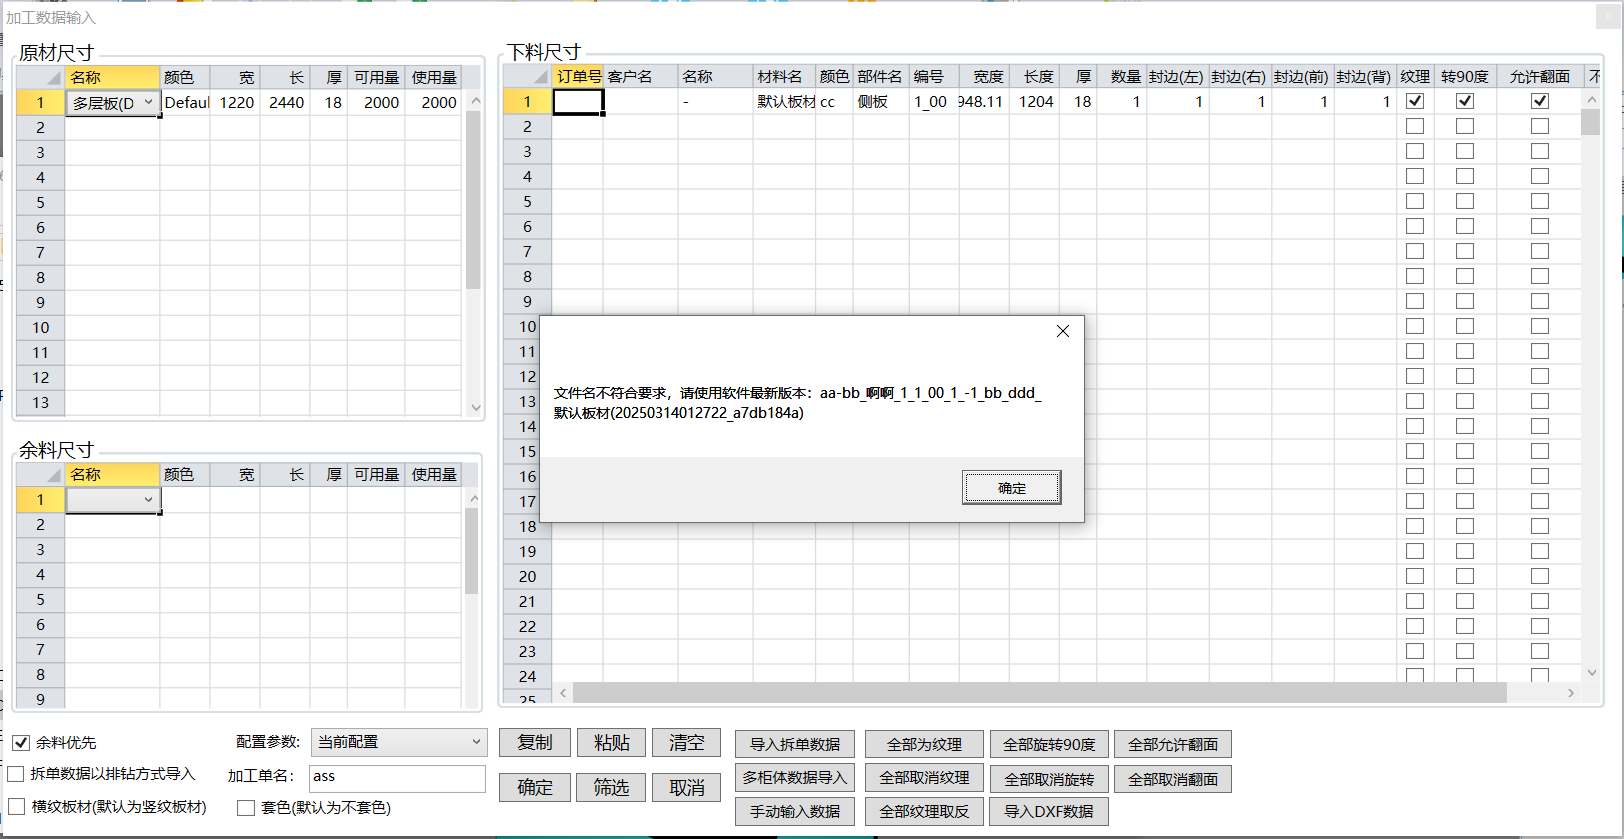 加工数据输入
原材尺寸
名称 颜色 宽 长 厚 可用量 使用量
1 多层板(D Defaul 1220 2440 18 2000 2000
2
3
4
5
6
7
8
9
10
11
12
13
余料尺寸
名称 颜色 宽 长 厚 可用量 使用量
1
2
3
4
5
6
7
8
9
下料尺寸
订单号 客户名 名称 材料名 颜色 部件名 编号 宽度 长度 厚 数量 封边(左) 封边(右) 封边(前) 封边(背) 纹理 转90度 允许翻面 不
1 - 默认板材 cc 侧板 1_00 948.11 1204 18 1 1 1 1 1
2
3
4
5
6
7
8
9
10
11
12
13
14
15
16
17
18
19
20
21
22
23
24
25
文件名不符合要求，请使用软件最新版本：aa-bb_啊啊_1_1_00_1_-1_bb_ddd_
默认板材(20250314012722_a7db184a)
确定
余料优先
配置参数: 当前配置
拆单数据以排钻方式导入
加工单名: ass
横纹板材(默认为竖纹板材)
套色(默认为不套色)
复制 粘贴 清空
确定 筛选 取消
导入拆单数据 全部为纹理 全部旋转90度 全部允许翻面
多柜体数据导入 全部取消纹理 全部取消旋转 全部取消翻面
手动输入数据 全部纹理取反 导入DXF数据